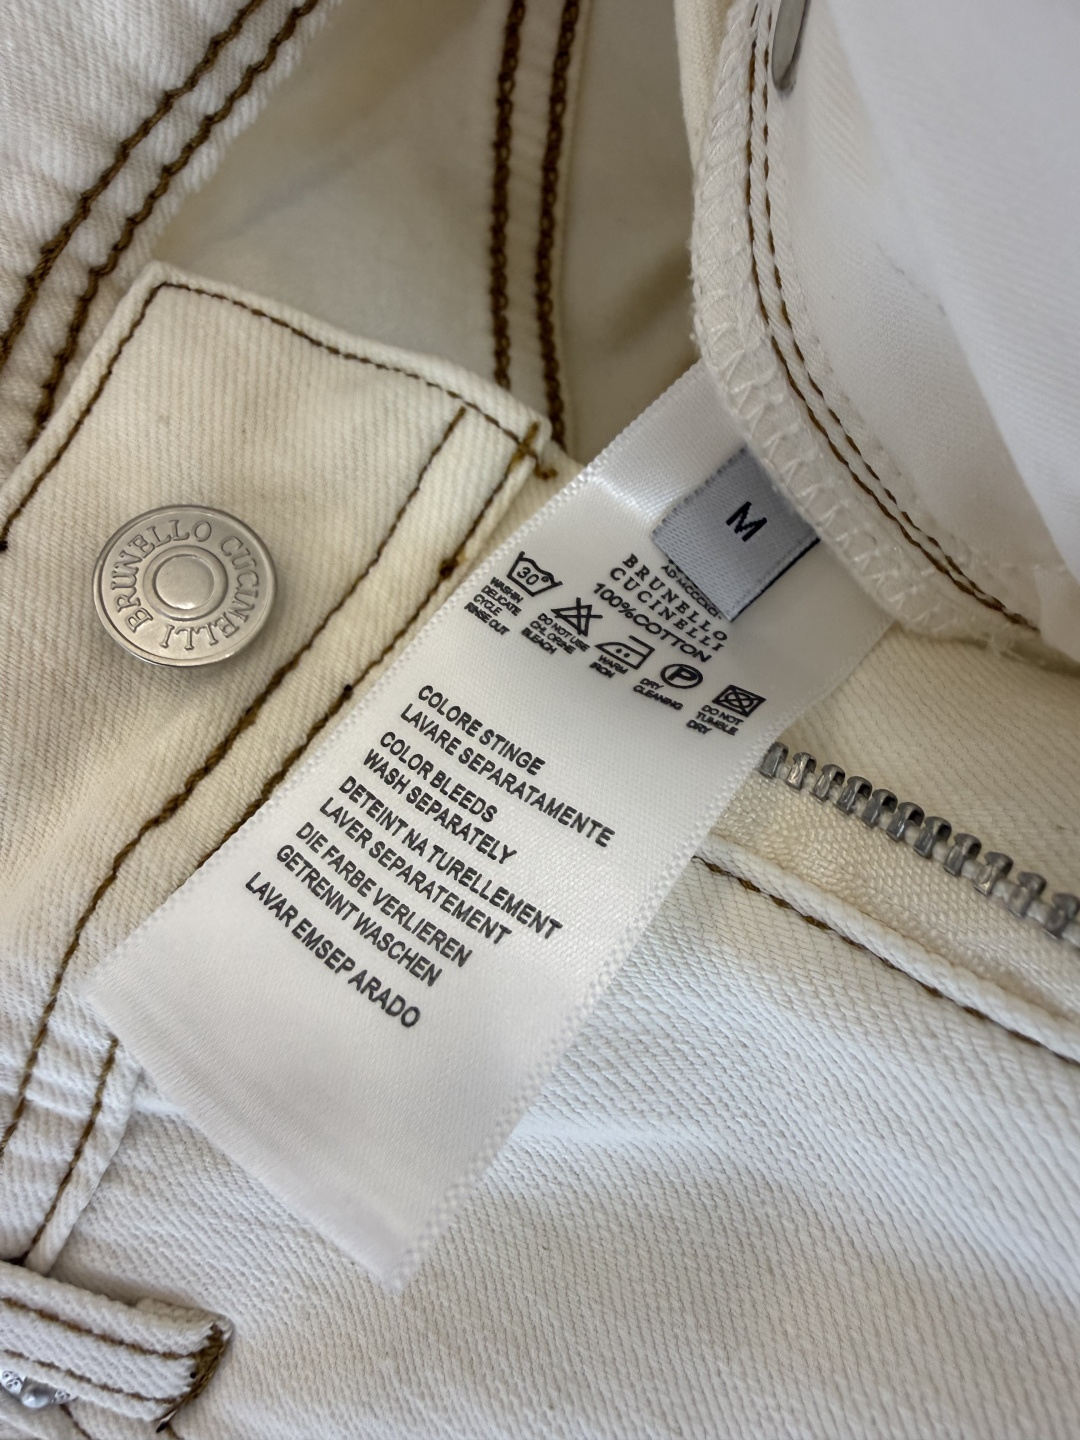 BRUNELLO CUCINELLI
M
BRUNELLO
CUCINELLI
100%COTTON
30°
WASH IN
DELICATE
CYCLE
RINSE OUT
DO NOT USE
CHLORINE
BLEACH
WARM
IRON
P
DRY
CLEANING
DO NOT
TUMBLE
DRY
COLORE STINGE
LAVARE SEPARATAMENTE
COLOR BLEEDS
WASH SEPARATELY
DETEINT NA TURELLEMENT
LAVER SEPARATEMENT
DIE FARBE VERLIEREN
GETRENNT WASCHEN
LAVAR EMSEP ARADO